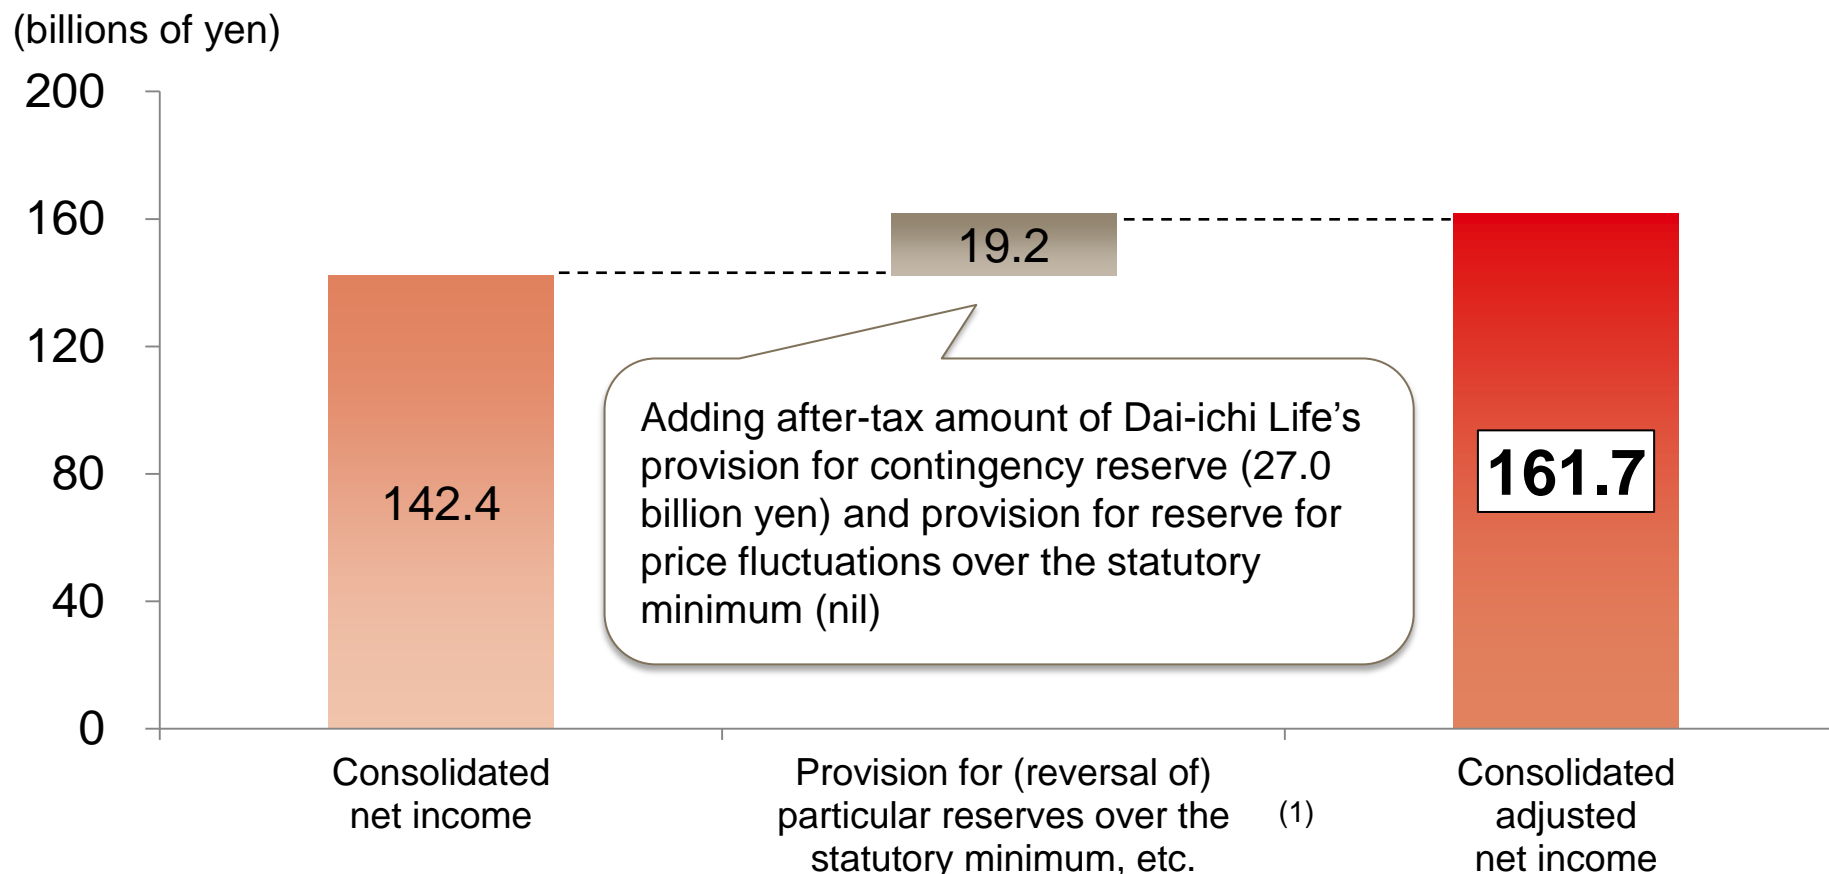 (billions of yen)
200
160
120
80
40
0
142.4
19.2
161.7
Adding after-tax amount of Dai-ichi Life’s
provision for contingency reserve (27.0
billion yen) and provision for reserve for
price fluctuations over the statutory
minimum (nil)
Consolidated
net income
Provision for (reversal of)
particular reserves over the (1)
statutory minimum, etc.
Consolidated
adjusted
net income